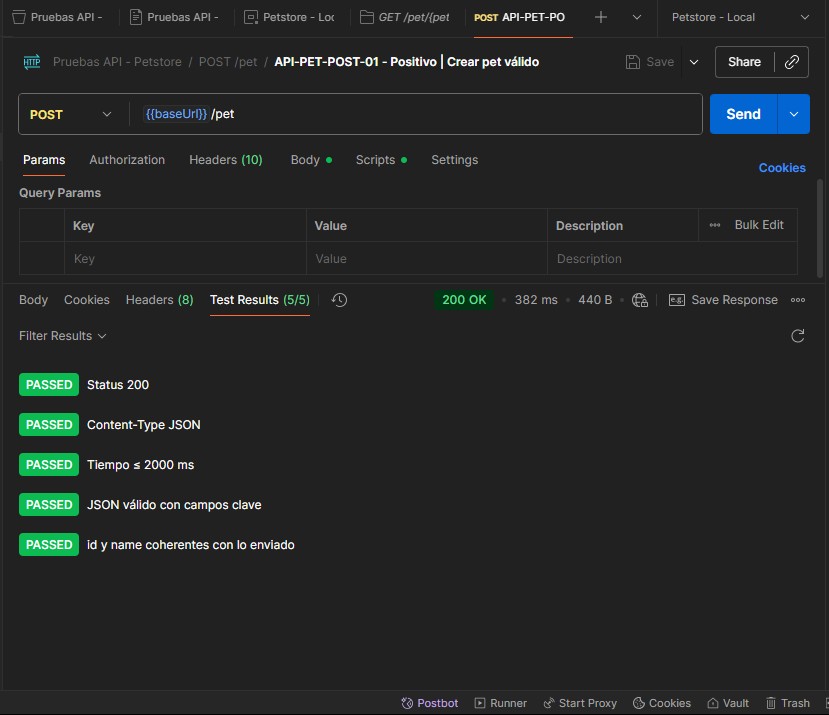 Pruebas API - Pruebas API - Petstore - Loc GET /pet/{pet POST API-PET-PO Petstore - Local
HTTP Pruebas API - Petstore / POST /pet / API-PET-POST-01 - Positivo | Crear pet válido Save Share
POST {{baseUrl}} /pet Send
Params Authorization Headers (10) Body Scripts Settings Cookies
Query Params
Key Value Description Bulk Edit
Key Value Description
Body Cookies Headers (8) Test Results (5/5) 200 OK 382 ms 440 B e.g. Save Response
Filter Results
PASSED Status 200
PASSED Content-Type JSON
PASSED Tiempo ≤ 2000 ms
PASSED JSON válido con campos clave
PASSED id y name coherentes con lo enviado
Postbot Runner Start Proxy Cookies Vault Trash